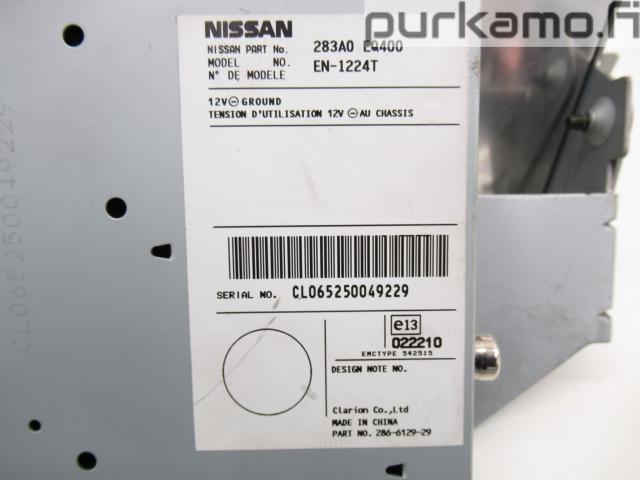 purkamo.fi
NISSAN
NISSAN PART No. 283A0 EQ400
MODEL NO. EN-1224T
N° DE MODELE
12V⊖GROUND
TENSION D'UTILISATION 12V ⊖AU CHASSIS
SERIAL NO. CL065250049229
e13
022210
EMCTYPE 542515
DESIGN NOTE NO.
Clarion Co.,Ltd
MADE IN CHINA
PART NO. 286-6129-29
CL065250049229